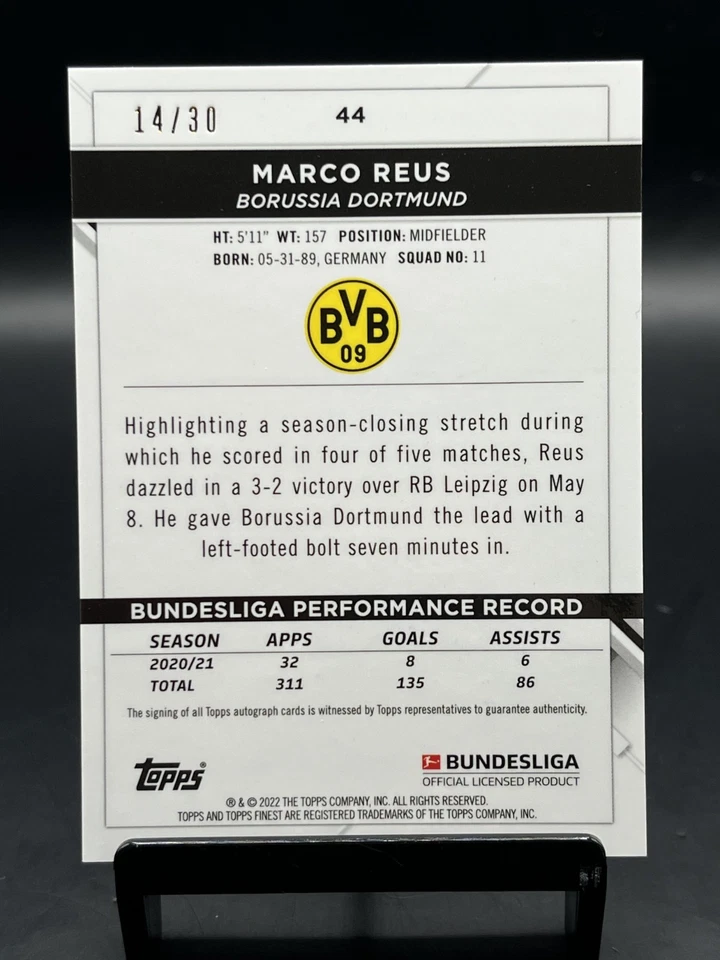 14/30 44
MARCO REUS
BORUSSIA DORTMUND
HT: 5'11" WT: 157 POSITION: MIDFIELDER
BORN: 05-31-89, GERMANY SQUAD NO: 11
BVB
09
Highlighting a season-closing stretch during
which he scored in four of five matches, Reus
dazzled in a 3-2 victory over RB Leipzig on May
8. He gave Borussia Dortmund the lead with a
left-footed bolt seven minutes in.
BUNDESLIGA PERFORMANCE RECORD
SEASON APPS GOALS ASSISTS
2020/21 32 8 6
TOTAL 311 135 86
The signing of all Topps autograph cards is witnessed by Topps representatives to guarantee authenticity.
topps®
BUNDESLIGA
OFFICIAL LICENSED PRODUCT
® & © 2022 THE TOPPS COMPANY, INC. ALL RIGHTS RESERVED.
TOPPS AND TOPPS FINEST ARE REGISTERED TRADEMARKS OF THE TOPPS COMPANY, INC.